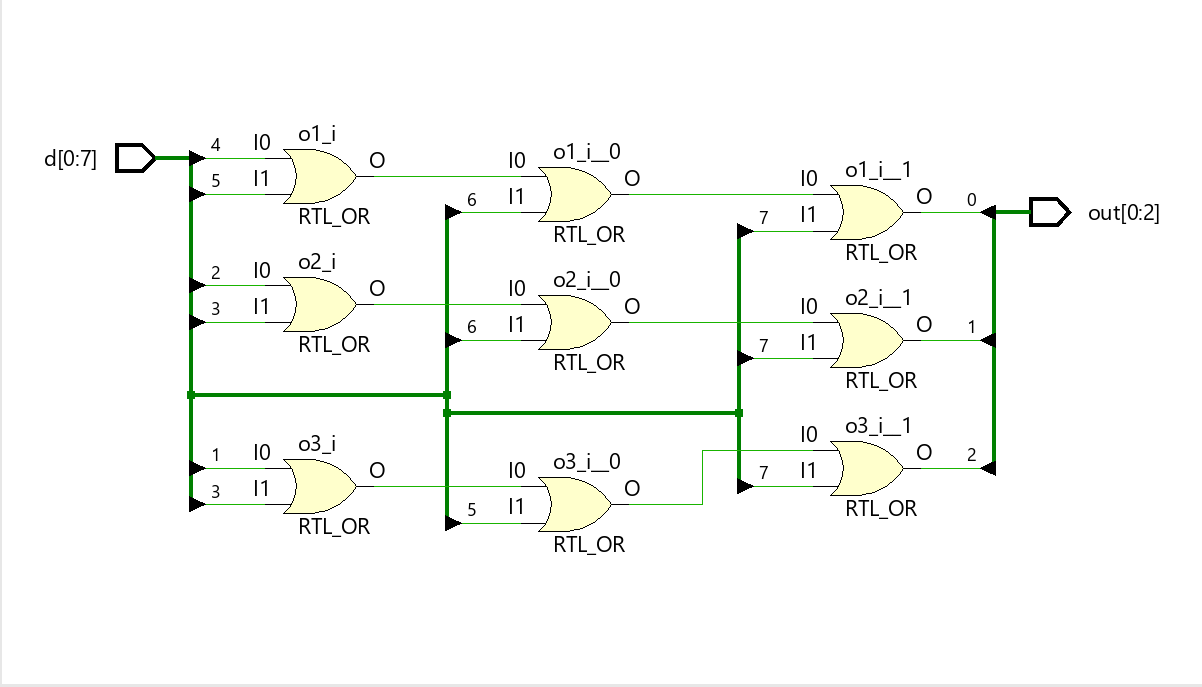 d[0:7]
4 I0 o1_i O
5 I1
RTL_OR
I0 o1_i__0 O
6 I1
RTL_OR
I0 o1_i__1 O 0
7 I1
RTL_OR
out[0:2]
2 I0 o2_i O
3 I1
RTL_OR
I0 o2_i__0 O
6 I1
RTL_OR
I0 o2_i__1 O 1
7 I1
RTL_OR
1 I0 o3_i O
3 I1
RTL_OR
I0 o3_i__0 O
5 I1
RTL_OR
I0 o3_i__1 O 2
7 I1
RTL_OR